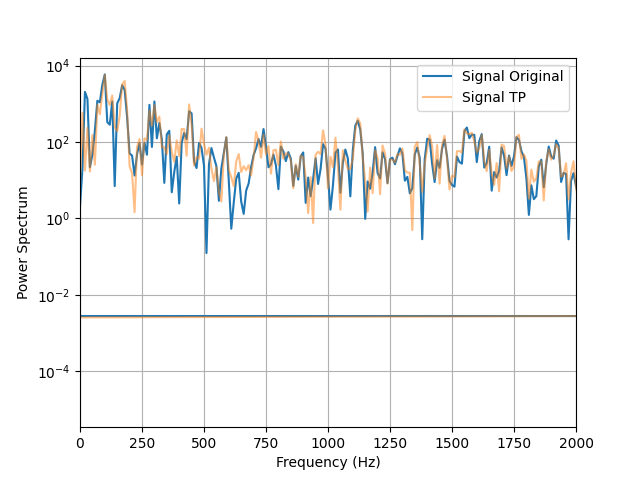 10^4
10^2
10^0
10^-2
10^-4
Power Spectrum
Signal Original
Signal TP
0 250 500 750 1000 1250 1500 1750 2000
Frequency (Hz)